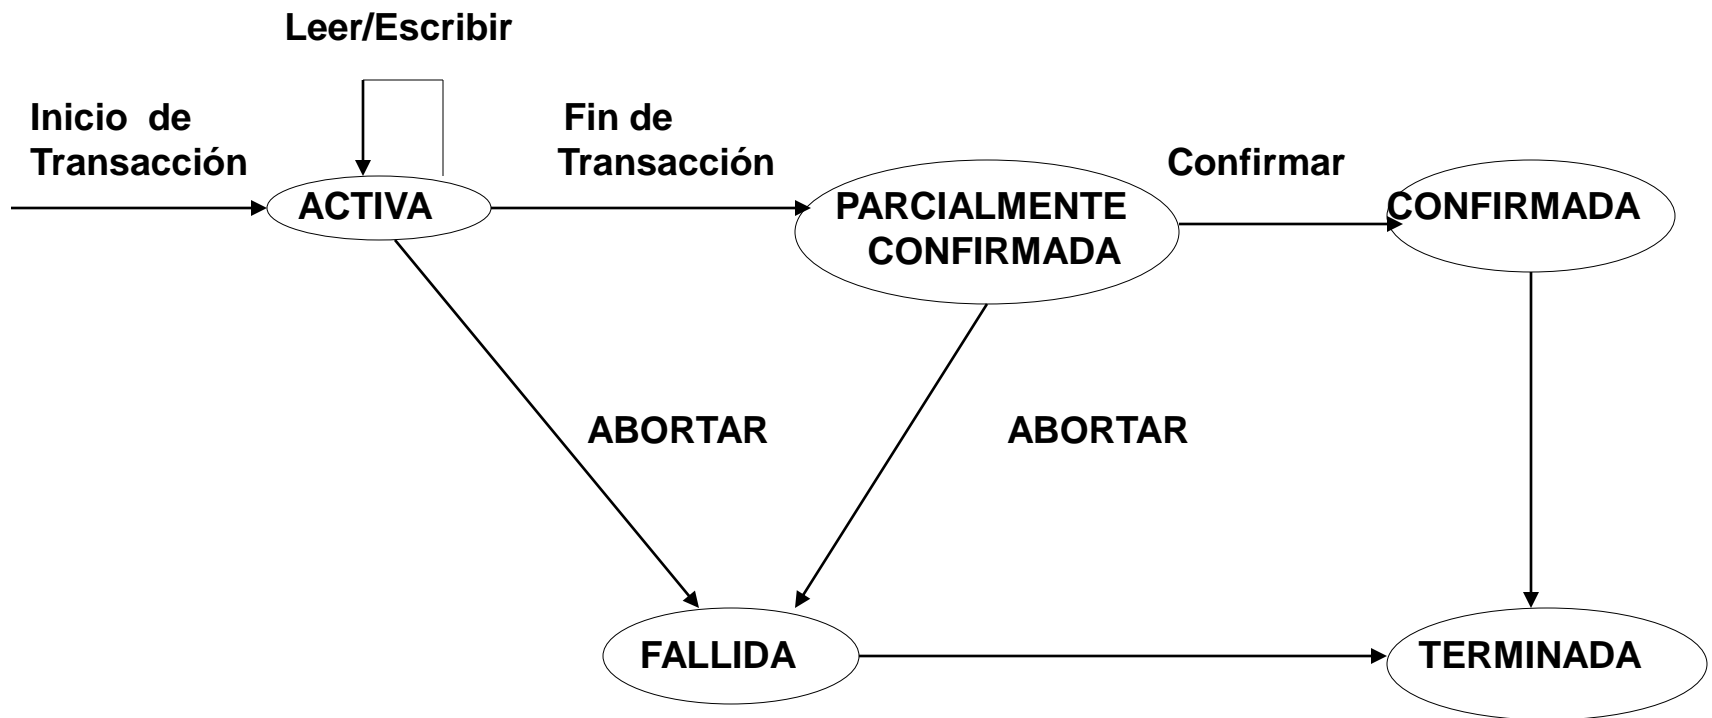 Leer/Escribir
Inicio de
Transacción
Fin de
Transacción
Confirmar
ACTIVA
PARCIALMENTE
CONFIRMADA
CONFIRMADA
ABORTAR
ABORTAR
FALLIDA
TERMINADA